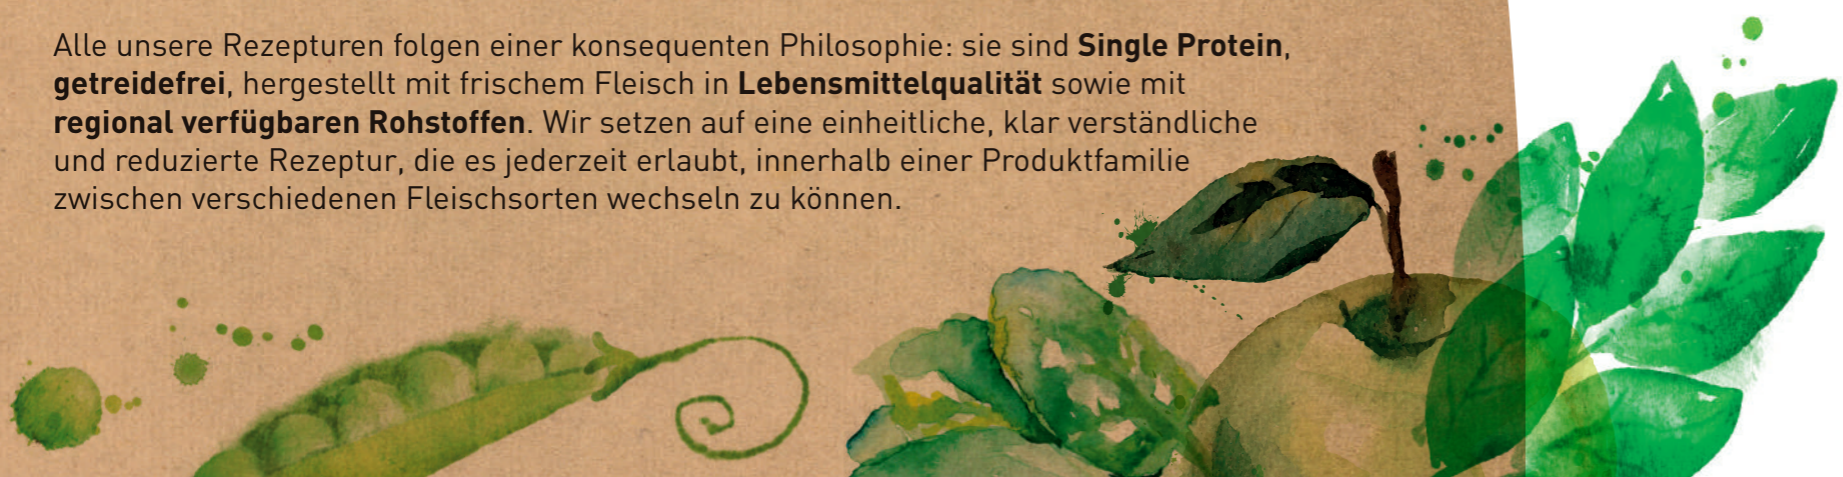 Alle unsere Rezepturen folgen einer konsequenten Philosophie: sie sind Single Protein,
getreidefrei, hergestellt mit frischem Fleisch in Lebensmittelqualität sowie mit
regional verfügbaren Rohstoffen. Wir setzen auf eine einheitliche, klar verständliche
und reduzierte Rezeptur, die es jederzeit erlaubt, innerhalb einer Produktfamilie
zwischen verschiedenen Fleischsorten wechseln zu können.